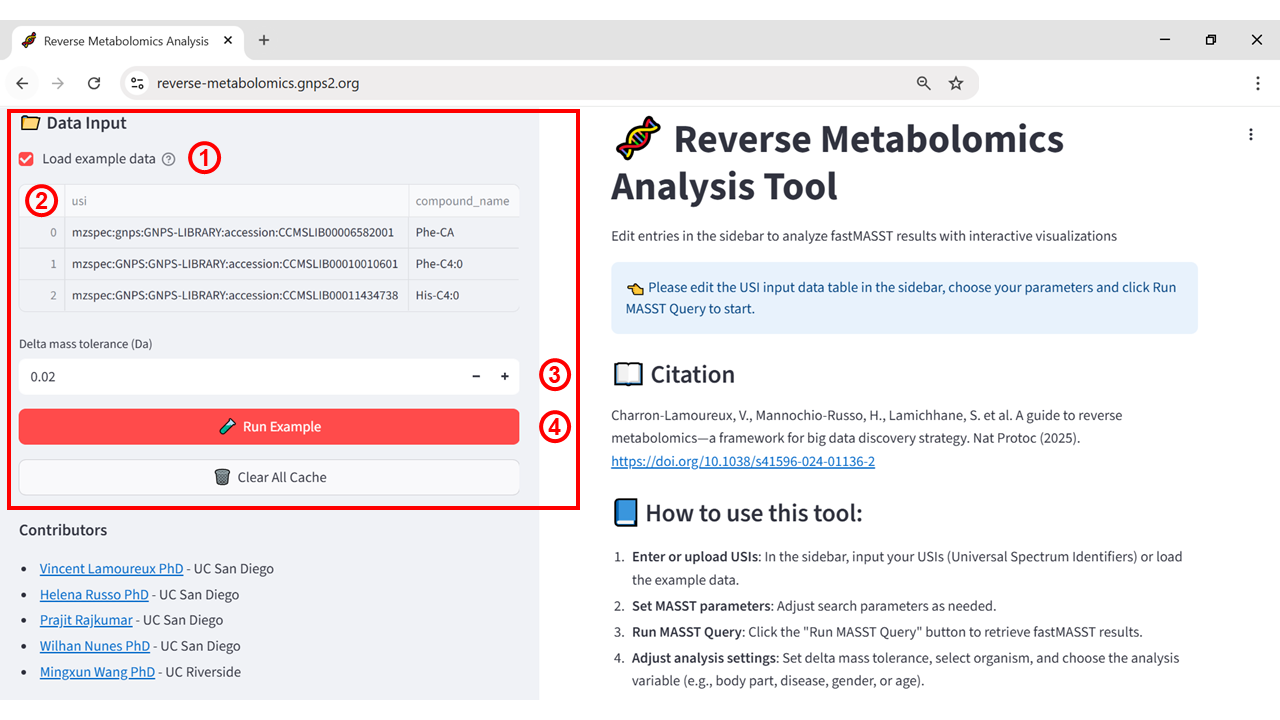 Reverse Metabolomics Analysis
reverse-metabolomics.gnps2.org
Data Input
Load example data
1
2
usi compound_name
0 mzspec:gnps:GNPS-LIBRARY:accession:CCMSLIB00006582001 Phe-CA
1 mzspec:GNPS:GNPS-LIBRARY:accession:CCMSLIB00010010601 Phe-C4:0
2 mzspec:GNPS:GNPS-LIBRARY:accession:CCMSLIB00011434738 His-C4:0
Delta mass tolerance (Da)
0.02 − +
3
Run Example
4
Clear All Cache
Contributors
• Vincent Lamoureux PhD - UC San Diego
• Helena Russo PhD - UC San Diego
• Prajit Rajkumar - UC San Diego
• Wilhan Nunes PhD - UC San Diego
• Mingxun Wang PhD - UC Riverside
Reverse Metabolomics
Analysis Tool
Edit entries in the sidebar to analyze fastMASST results with interactive visualizations
Please edit the USI input data table in the sidebar, choose your parameters and click Run
MASST Query to start.
Citation
Charron-Lamoureux, V., Mannochio-Russo, H., Lamichhane, S. et al. A guide to reverse
metabolomics—a framework for big data discovery strategy. Nat Protoc (2025).
https://doi.org/10.1038/s41596-024-01136-2
How to use this tool:
1. Enter or upload USIs: In the sidebar, input your USIs (Universal Spectrum Identifiers) or load
the example data.
2. Set MASST parameters: Adjust search parameters as needed.
3. Run MASST Query: Click the "Run MASST Query" button to retrieve fastMASST results.
4. Adjust analysis settings: Set delta mass tolerance, select organism, and choose the analysis
variable (e.g., body part, disease, gender, or age).